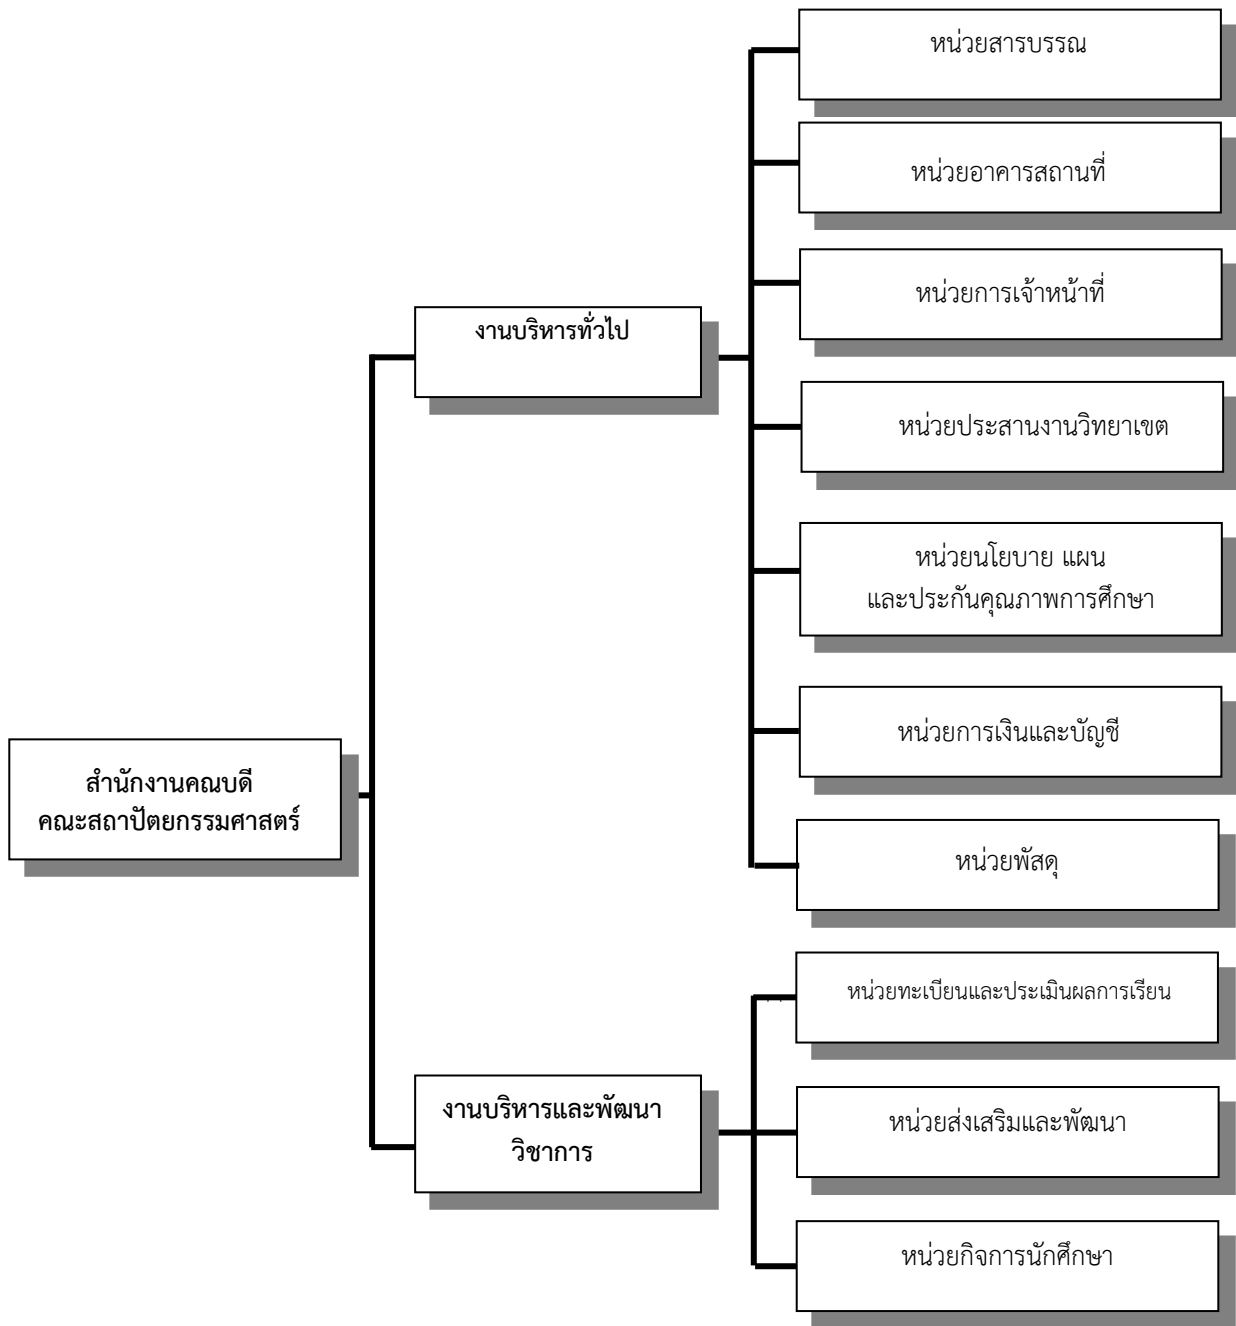 หน่วยสารบรรณ
หน่วยอาคารสถานที่
หน่วยการเจ้าหน้าที่
งานบริหารทั่วไป
หน่วยประสานงานวิทยาเขต
หน่วยนโยบาย แผน
และประกันคุณภาพการศึกษา
หน่วยการเงินและบัญชี
สำนักงานคณบดี
คณะสถาปัตยกรรมศาสตร์
หน่วยพัสดุ
หน่วยทะเบียนและประเมินผลการเรียน
งานบริหารและพัฒนา
วิชาการ
หน่วยส่งเสริมและพัฒนา
หน่วยกิจการนักศึกษา